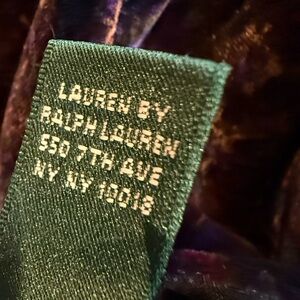 LAUREN BY
RALPH LAUREN
550 7TH AVE
NY NY 10018